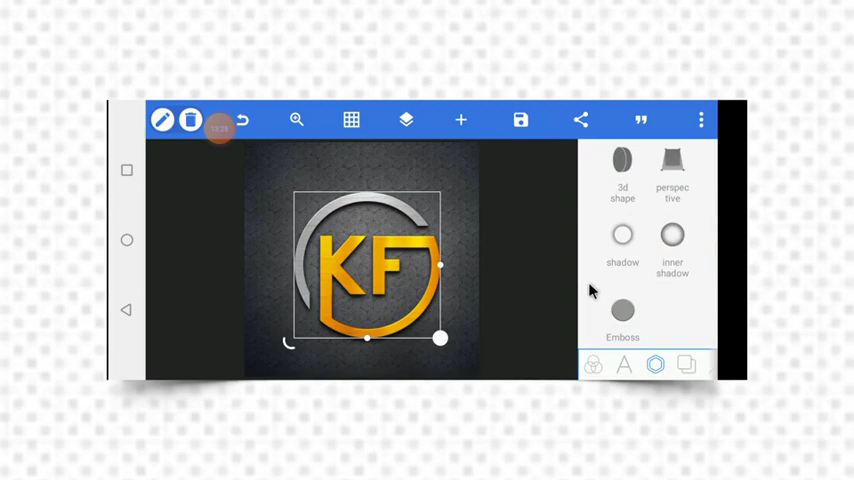 KF
3d
shape
perspec
tive
shadow
inner
shadow
Emboss